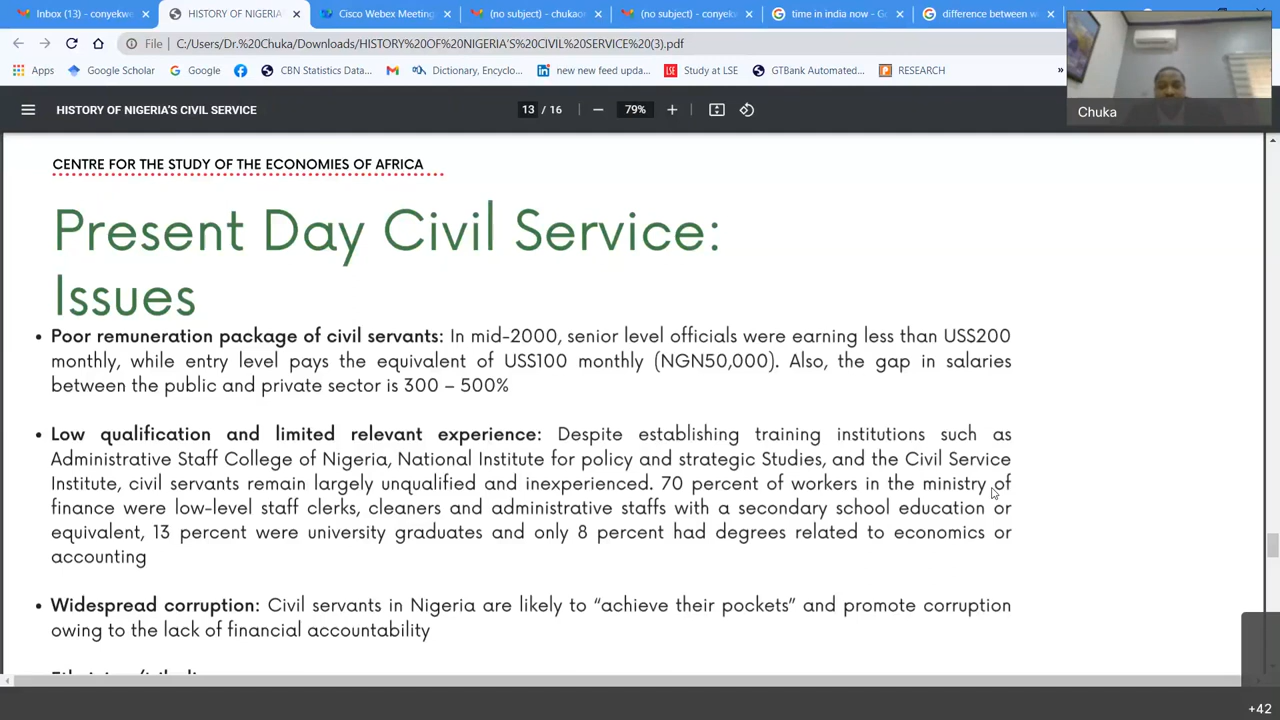 Inbox (13) - conyekw
HISTORY OF NIGERIA
Cisco Webex Meeting
(no subject) - chukao
(no subject) - conyekw
time in india now - Go
difference between w
File
C:/Users/Dr.%20Chuka/Downloads/HISTORY%20OF%20NIGERIA'S%20CIVIL%20SERVICE%20(3).pdf
Apps
Google Scholar
Google
CBN Statistics Data...
Dictionary, Encyclo...
new new feed upda...
LSE
Study at LSE
GTBank Automated...
RESEARCH
»
Chuka
HISTORY OF NIGERIA'S CIVIL SERVICE
13 / 16
79%
CENTRE FOR THE STUDY OF THE ECONOMIES OF AFRICA
Present Day Civil Service:
Issues
• Poor remuneration package of civil servants: In mid-2000, senior level officials were earning less than USS200
monthly, while entry level pays the equivalent of USS100 monthly (NGN50,000). Also, the gap in salaries
between the public and private sector is 300 – 500%
• Low qualification and limited relevant experience: Despite establishing training institutions such as
Administrative Staff College of Nigeria, National Institute for policy and strategic Studies, and the Civil Service
Institute, civil servants remain largely unqualified and inexperienced. 70 percent of workers in the ministry of
finance were low-level staff clerks, cleaners and administrative staffs with a secondary school education or
equivalent, 13 percent were university graduates and only 8 percent had degrees related to economics or
accounting
• Widespread corruption: Civil servants in Nigeria are likely to “achieve their pockets” and promote corruption
owing to the lack of financial accountability
+42